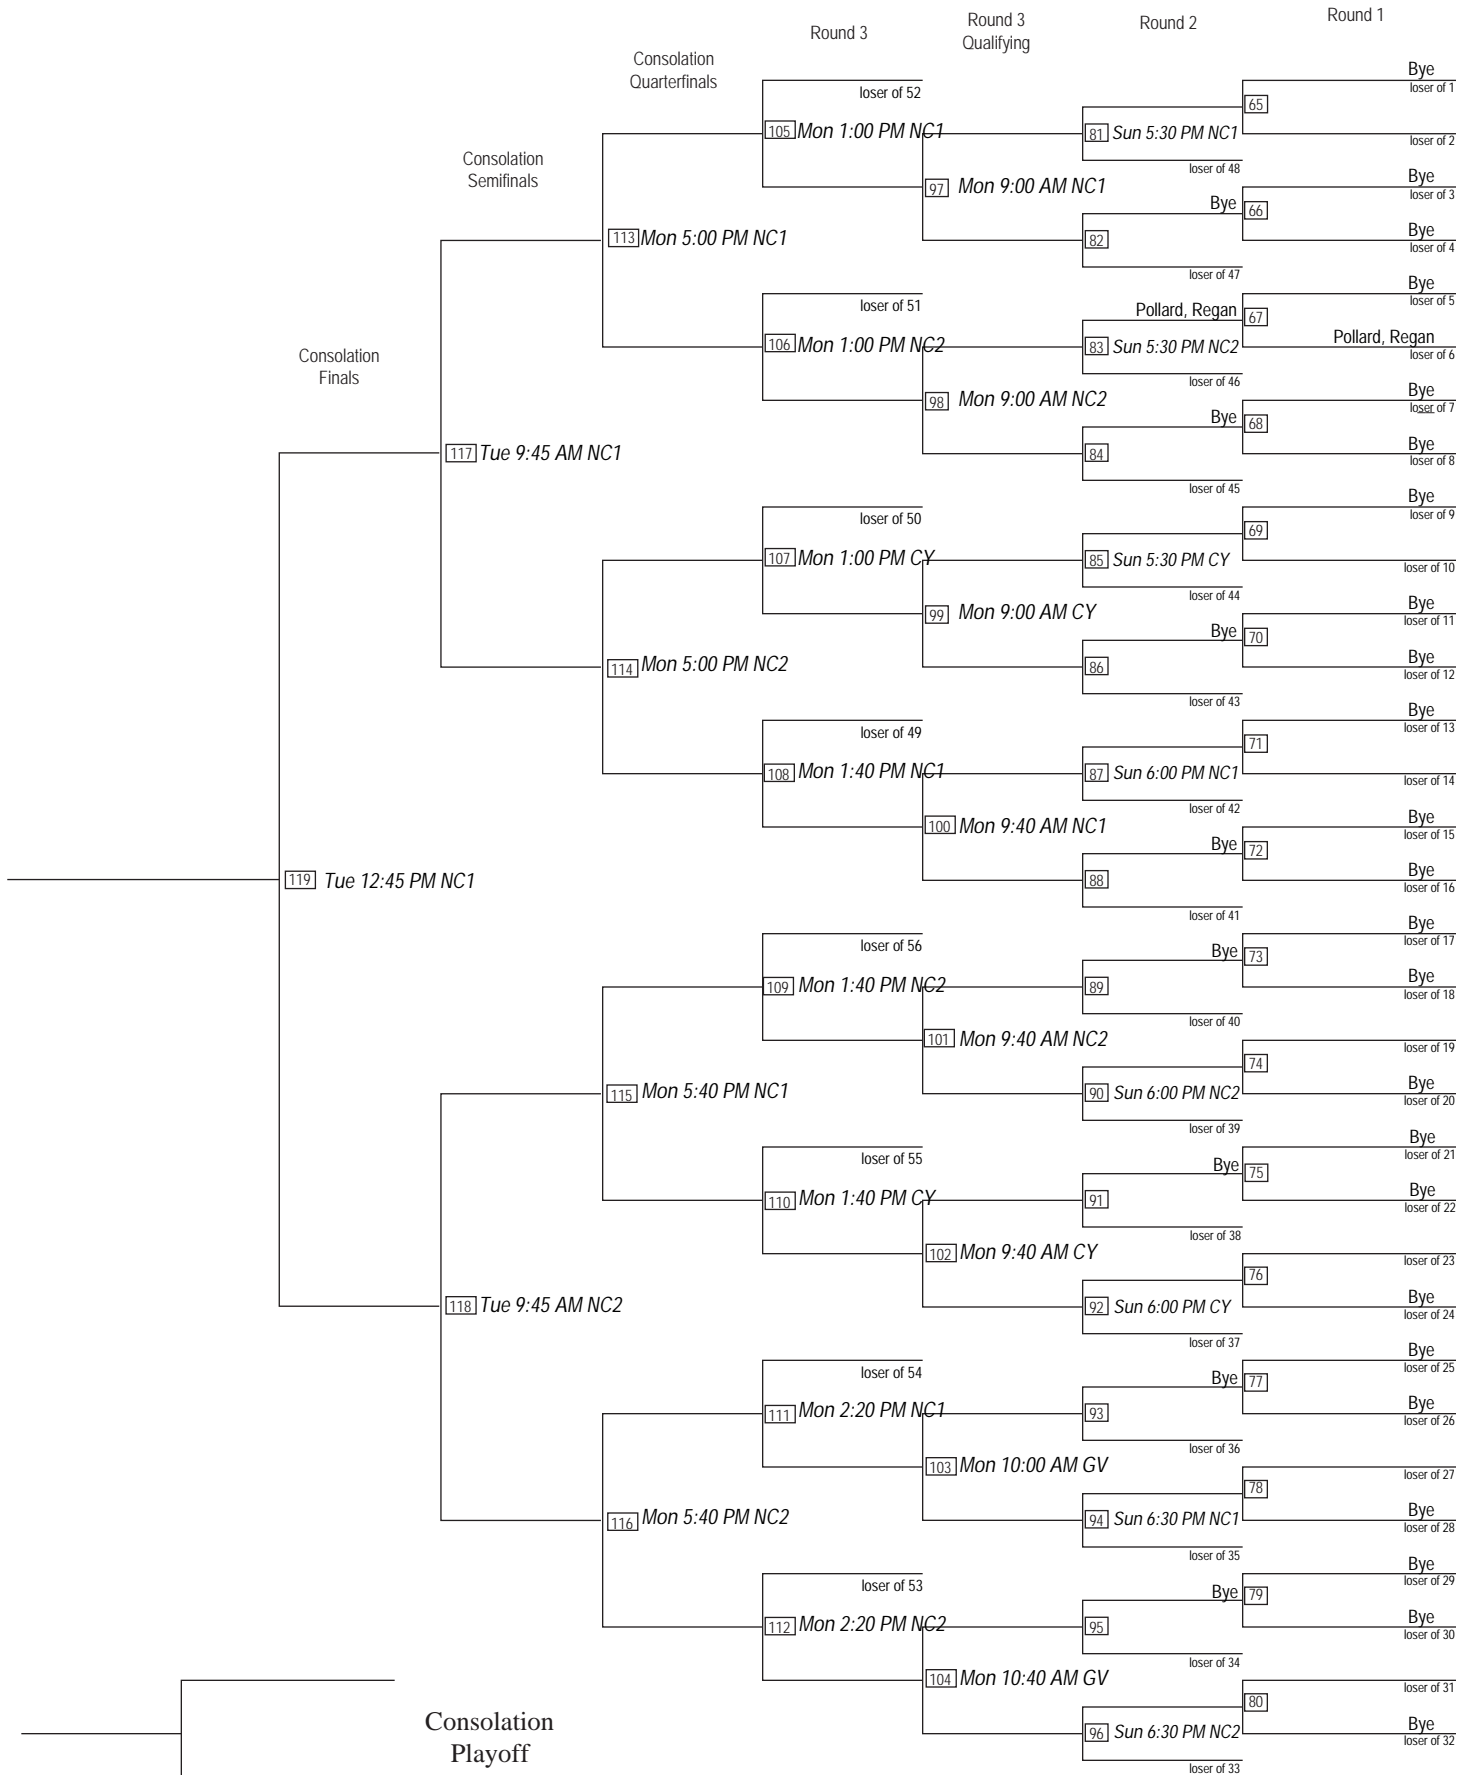 Round 1
Round 2
Round 3
Qualifying
Round 3
Consolation
Quarterfinals
Consolation
Semifinals
Consolation
Finals
Bye
loser of 1
65
loser of 2
Bye
loser of 3
66
Bye
loser of 4
Bye
loser of 5
67
Pollard, Regan
loser of 6
Bye
loser of 7
68
Bye
loser of 8
Bye
loser of 9
69
loser of 10
Bye
loser of 11
70
Bye
loser of 12
Bye
loser of 13
71
loser of 14
Bye
loser of 15
72
Bye
loser of 16
Bye
loser of 17
73
Bye
loser of 18
loser of 19
74
Bye
loser of 20
Bye
loser of 21
75
Bye
loser of 22
loser of 23
76
Bye
loser of 24
Bye
loser of 25
77
Bye
loser of 26
loser of 27
78
Bye
loser of 28
Bye
loser of 29
79
Bye
loser of 30
loser of 31
80
Bye
loser of 32
81 Sun 5:30 PM NC1
loser of 48
Bye
82
loser of 47
Pollard, Regan
83 Sun 5:30 PM NC2
loser of 46
Bye
84
loser of 45
85 Sun 5:30 PM CY
loser of 44
Bye
86
loser of 43
87 Sun 6:00 PM NC1
loser of 42
Bye
88
loser of 41
Bye
89
loser of 40
90 Sun 6:00 PM NC2
loser of 39
Bye
91
loser of 38
92 Sun 6:00 PM CY
loser of 37
Bye
93
loser of 36
94 Sun 6:30 PM NC1
loser of 35
Bye
95
loser of 34
96 Sun 6:30 PM NC2
loser of 33
97 Mon 9:00 AM NC1
98 Mon 9:00 AM NC2
99 Mon 9:00 AM CY
100 Mon 9:40 AM NC1
101 Mon 9:40 AM NC2
102 Mon 9:40 AM CY
103 Mon 10:00 AM GV
104 Mon 10:40 AM GV
loser of 52
105 Mon 1:00 PM NC1
loser of 51
106 Mon 1:00 PM NC2
loser of 50
107 Mon 1:00 PM CY
loser of 49
108 Mon 1:40 PM NC1
loser of 56
109 Mon 1:40 PM NC2
loser of 55
110 Mon 1:40 PM CY
loser of 54
111 Mon 2:20 PM NC1
loser of 53
112 Mon 2:20 PM NC2
113 Mon 5:00 PM NC1
114 Mon 5:00 PM NC2
115 Mon 5:40 PM NC1
116 Mon 5:40 PM NC2
117 Tue 9:45 AM NC1
118 Tue 9:45 AM NC2
119 Tue 12:45 PM NC1
Consolation
Playoff